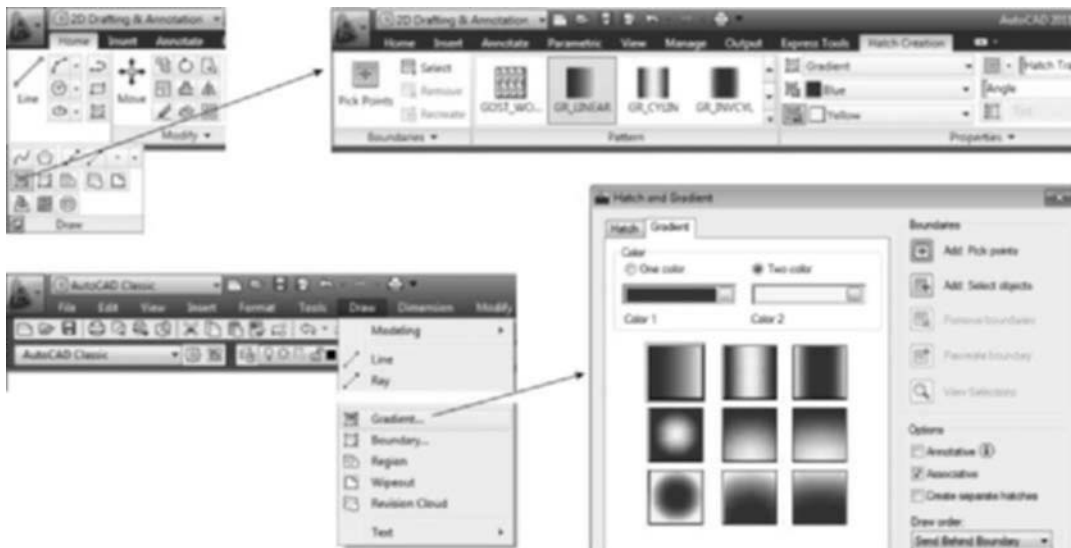 2D Drafting & Annotation
Home Insert Annotate
Line
Move
Modify
Draw
2D Drafting & Annotation
AutoCAD 201
Home Insert Annotate Parametric View Manage Output Express Tools Hatch Creation
Pick Points
Select
Remove
Recreate
Boundaries
GOST_WO... GR_LINEAR GR_CYLIN GR_INVCYL
Pattern
Gradient
Blue
Yellow
Hatch Tra
Angle
Properties
AutoCAD Classic
File Edit View Insert Format Tools Draw Dimension Modify
AutoCAD Classic
Modeling
Line
Ray
Gradient...
Boundary...
Region
Wipeout
Revision Cloud
Text
Hatch and Gradient
Hatch Gradient
Color
One color Two color
Color 1 Color 2
Boundaries
Add: Pick points
Add: Select objects
Remove boundaries
Recreate boundary
View Selections
Options
Annotative
Associative
Create separate hatches
Draw order:
Send Behind Boundary